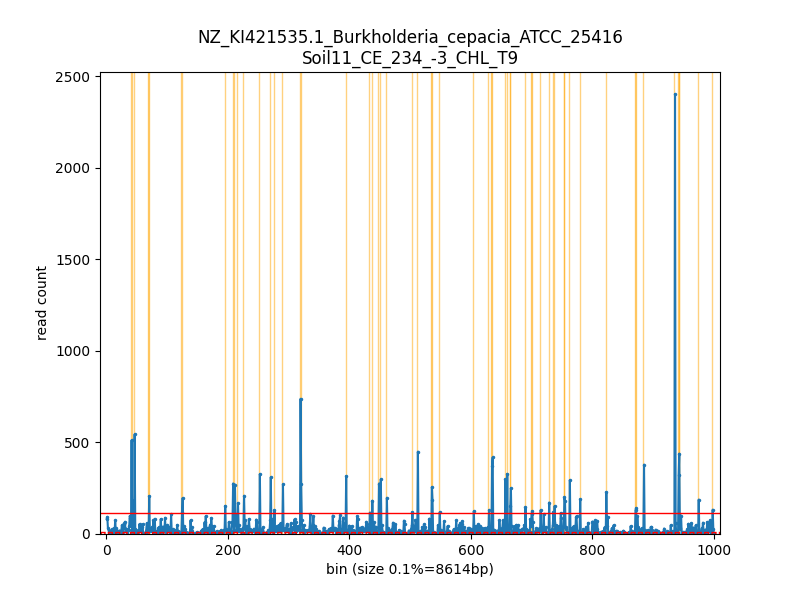 NZ_KI421535.1_Burkholderia_cepacia_ATCC_25416
Soil11_CE_234_-3_CHL_T9
2500
2000
1500
1000
500
0
read count
0 200 400 600 800 1000
bin (size 0.1%=8614bp)